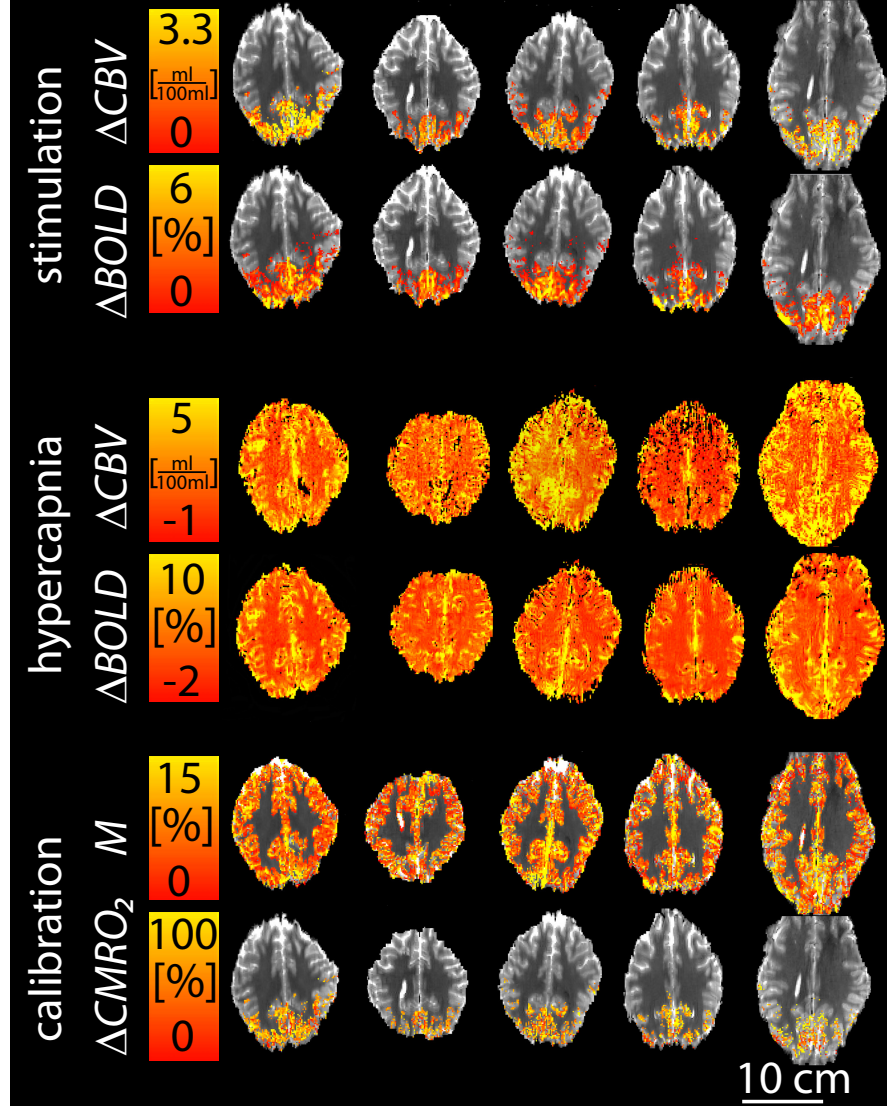 stimulation
ΔCBV
3.3
[ml/100ml]
0
ΔBOLD
6
[%]
0
hypercapnia
ΔCBV
5
[ml/100ml]
-1
ΔBOLD
10
[%]
-2
calibration
M
15
[%]
0
ΔCMRO₂
100
[%]
0
10 cm